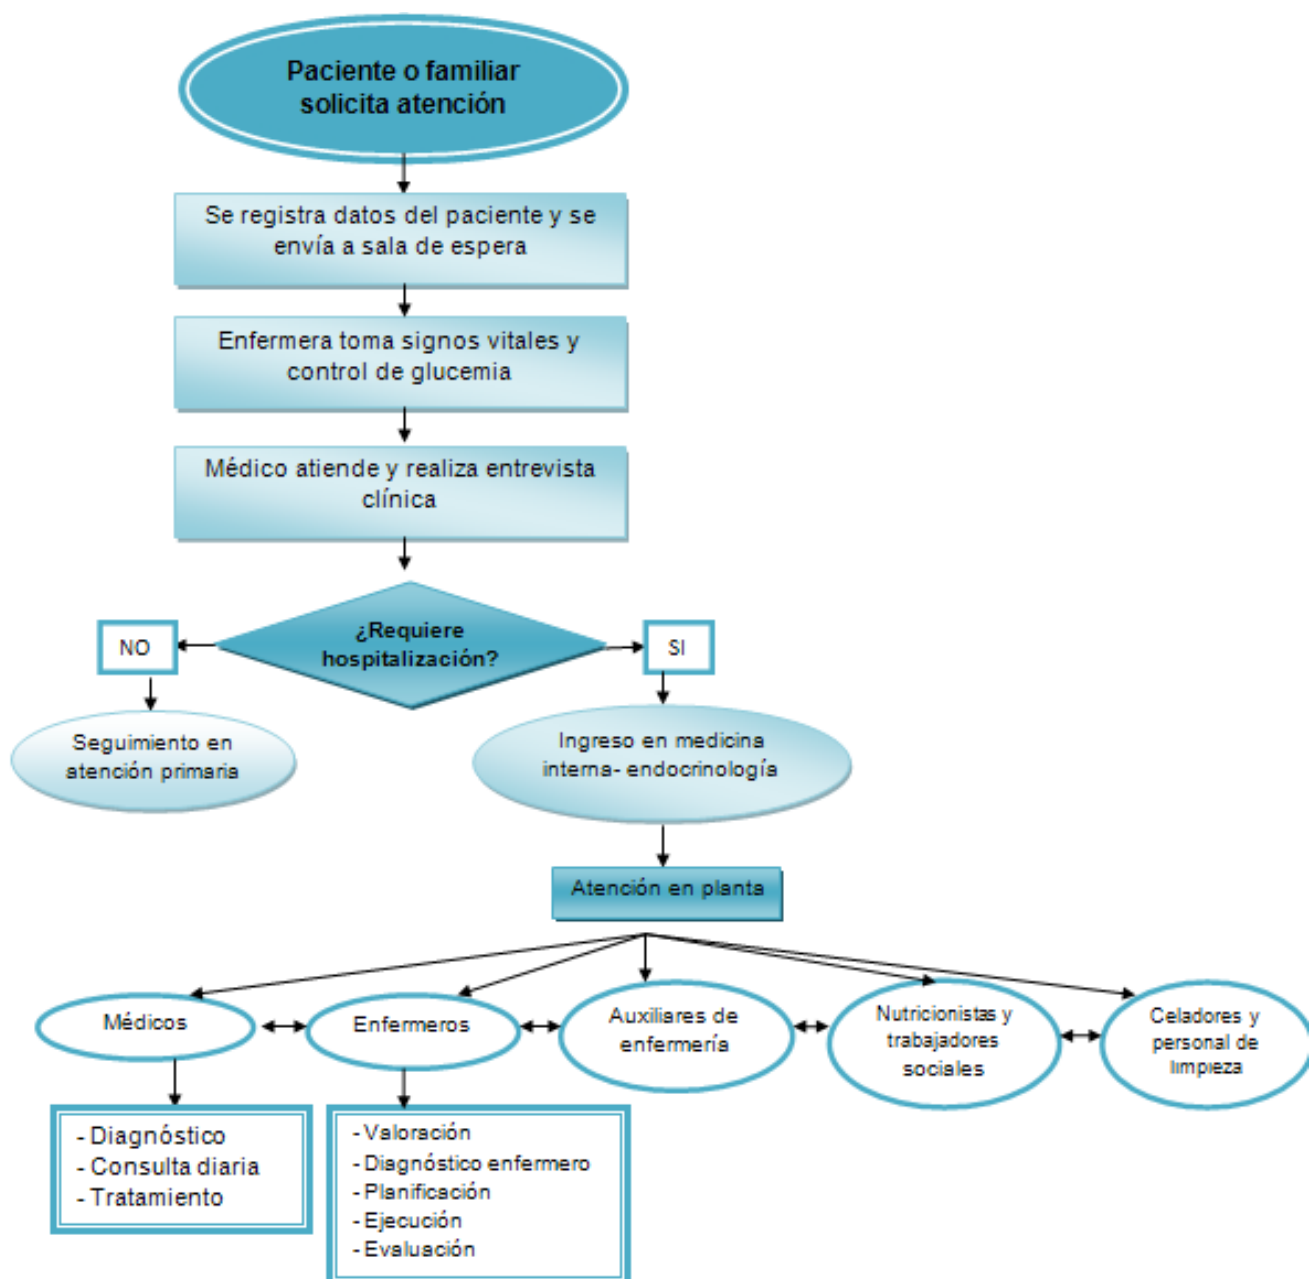 Paciente o familiar
solicita atención
Se registra datos del paciente y se
envía a sala de espera
Enfermera toma signos vitales y
control de glucemia
Médico atiende y realiza entrevista
clínica
¿Requiere
hospitalización?
NO
SI
Seguimiento en
atención primaria
Ingreso en medicina
interna- endocrinología
Atención en planta
Médicos
Enfermeros
Auxiliares de
enfermería
Nutricionistas y
trabajadores
sociales
Celadores y
personal de
limpieza
- Diagnóstico
- Consulta diaria
- Tratamiento
- Valoración
- Diagnóstico enfermero
- Planificación
- Ejecución
- Evaluación